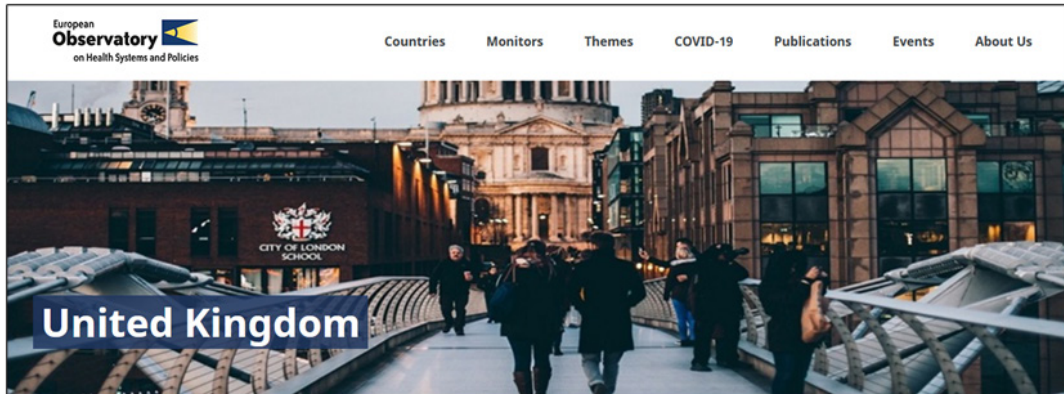 European
Observatory
on Health Systems and Policies
Countries Monitors Themes COVID-19 Publications Events About Us
CITY OF LONDON
SCHOOL
United Kingdom